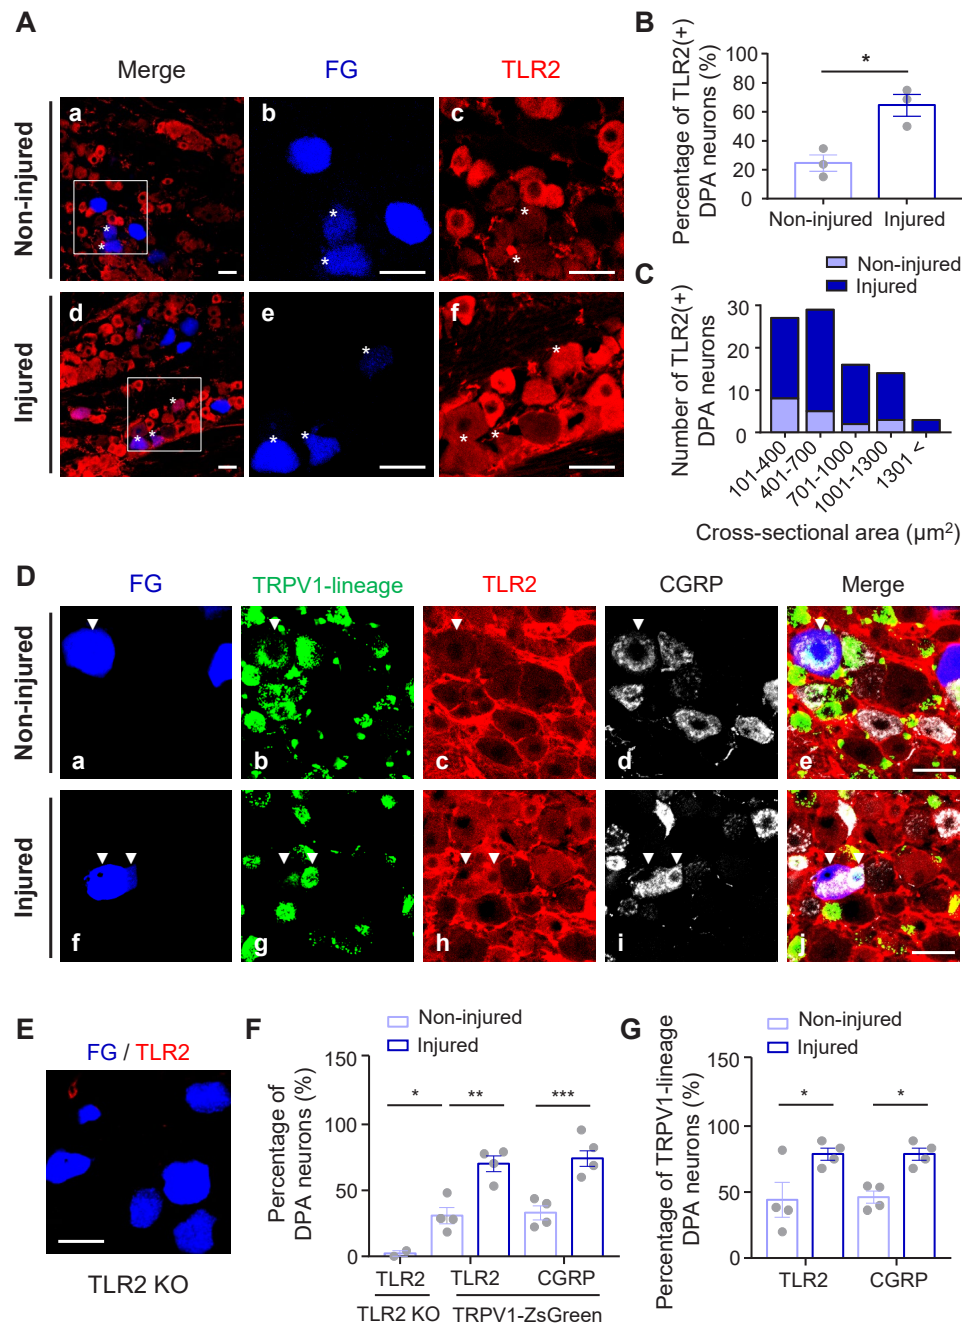 A
Merge
FG
TLR2
Non-injured
a
b
c
*
*
*
*
*
*
Injured
d
e
f
*
*
*
*
*
*
*
*
*
B
Percentage of TLR2(+)
DPA neurons (%)
100
80
60
40
20
0
*
Non-injured
Injured
C
Non-injured
Injured
Number of TLR2(+)
DPA neurons
30
20
10
0
101-400
401-700
701-1000
1001-1300
1301 <
Cross-sectional area (µm²)
D
FG
TRPV1-lineage
TLR2
CGRP
Merge
Non-injured
a
b
c
d
e
Injured
f
g
h
i
j
E
FG / TLR2
TLR2 KO
F
Non-injured
Injured
Percentage of
DPA neurons (%)
150
100
50
0
*
**
***
TLR2
TLR2
CGRP
TLR2 KO
TRPV1-ZsGreen
G
Non-injured
Injured
Percentage of TRPV1-lineage
DPA neurons (%)
150
100
50
0
*
*
TLR2
CGRP